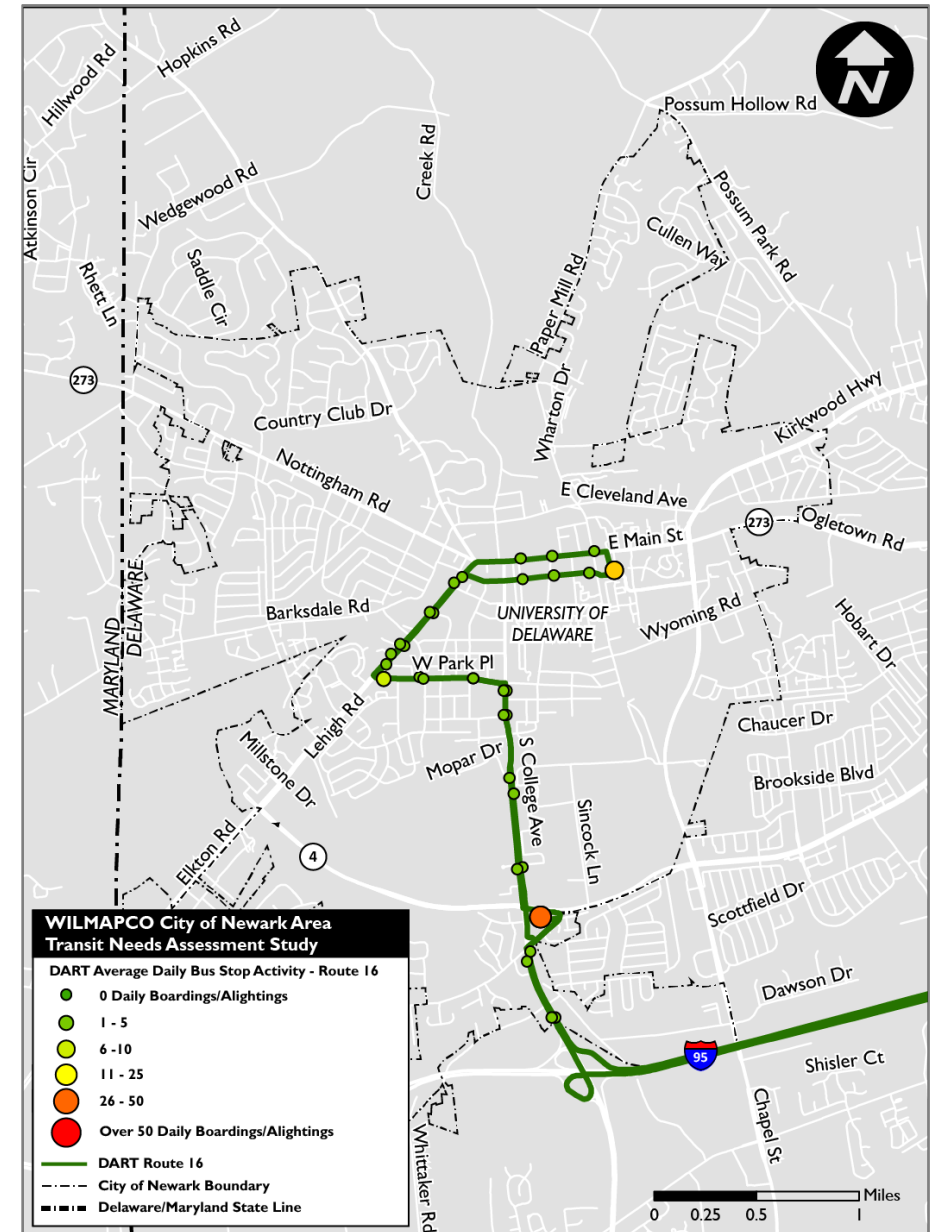 Hopkins Rd
Hillwood Rd
N
Possum Hollow Rd
Creek Rd
Atkinson Cir
Wedgewood Rd
Possum Park Rd
Cullen Way
Saddle Cir
Rhett Ln
Paper Mill Rd
273
Wharton Dr
Kirkwood Hwy
Country Club Dr
Nottingham Rd
E Cleveland Ave
273
Ogletown Rd
E Main St
MARYLAND
DELAWARE
Barksdale Rd
UNIVERSITY OF
DELAWARE
Wyoming Rd
Hobart Dr
W Park Pl
Lehigh Rd
Chaucer Dr
Millstone Dr
Mopar Dr
S College Ave
Brookside Blvd
Sincock Ln
4
Elkton Rd
Scottfield Dr
WILMAPCO City of Newark Area
Transit Needs Assessment Study
DART Average Daily Bus Stop Activity - Route 16
0 Daily Boardings/Alightings
1 - 5
6 -10
11 - 25
26 - 50
Over 50 Daily Boardings/Alightings
DART Route 16
City of Newark Boundary
Delaware/Maryland State Line
Dawson Dr
95
Shisler Ct
Chapel St
Whittaker Rd
Miles
0 0.25 0.5 1